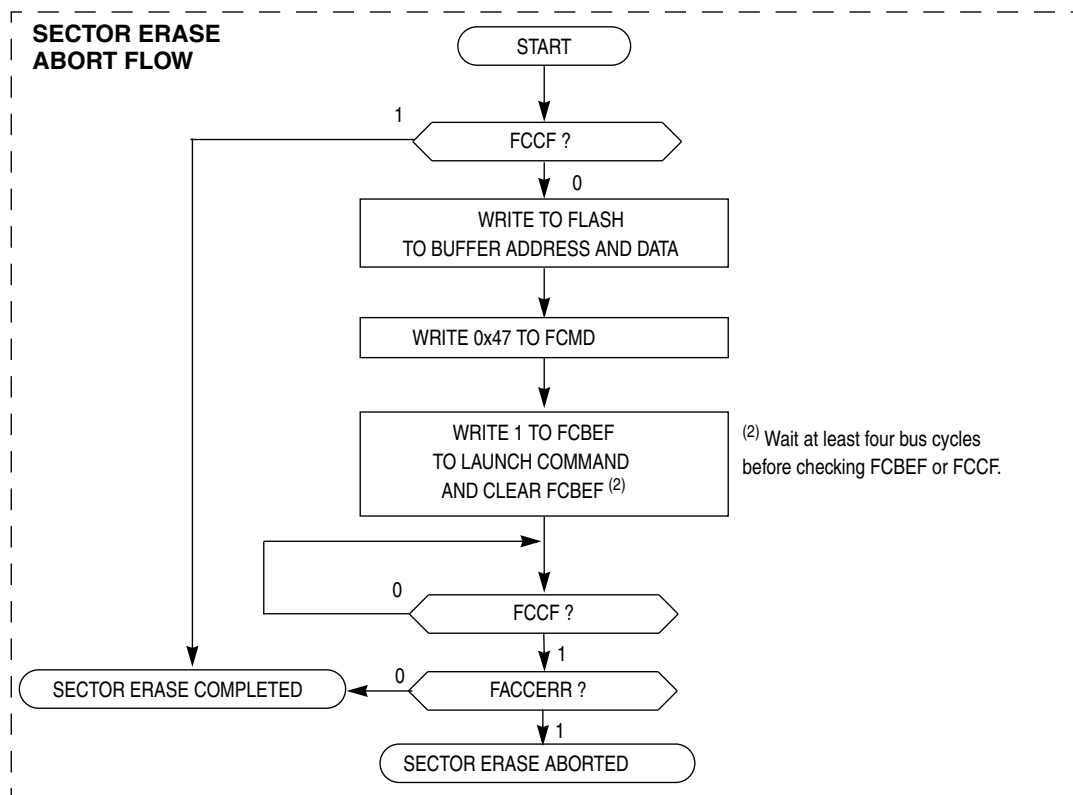 SECTOR ERASE
ABORT FLOW
START
1
FCCF ?
0
WRITE TO FLASH
TO BUFFER ADDRESS AND DATA
WRITE 0x47 TO FCMD
WRITE 1 TO FCBEF
TO LAUNCH COMMAND
AND CLEAR FCBEF (2)
(2) Wait at least four bus cycles
before checking FCBEF or FCCF.
0
FCCF ?
1
SECTOR ERASE COMPLETED
0
FACCERR ?
1
SECTOR ERASE ABORTED